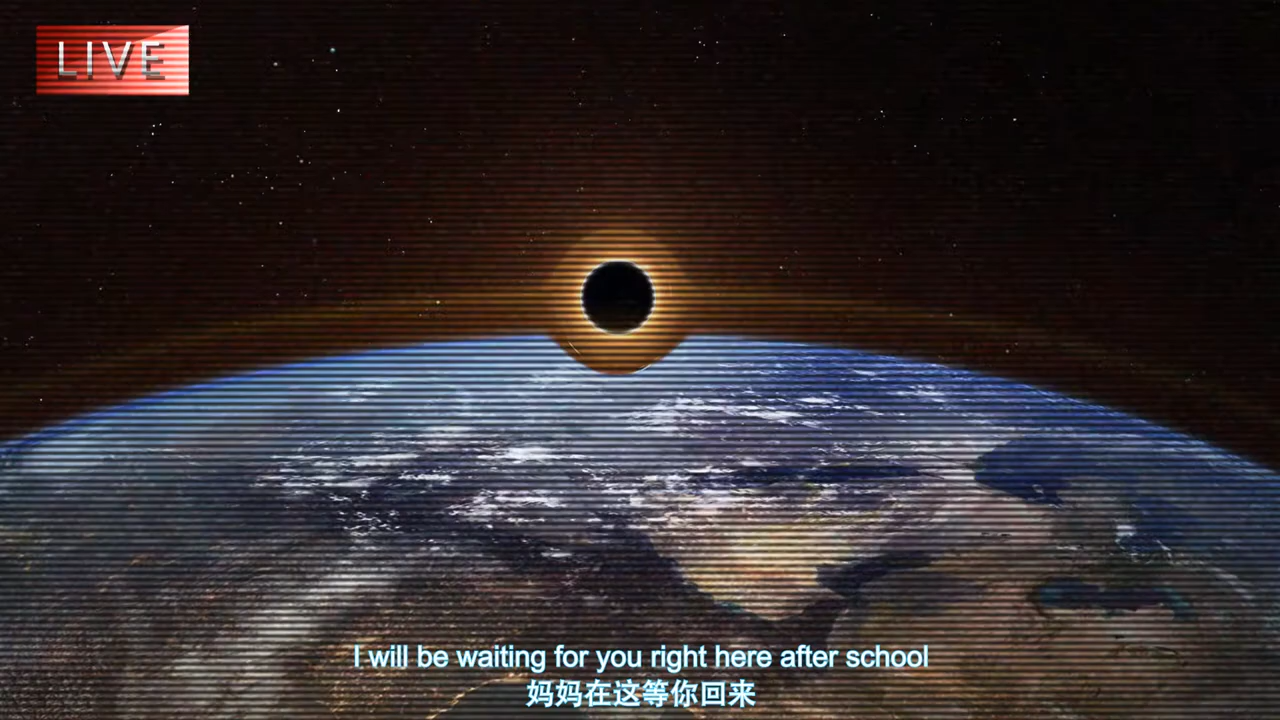 LIVE
I will be waiting for you right here after school
妈妈在这等你回来